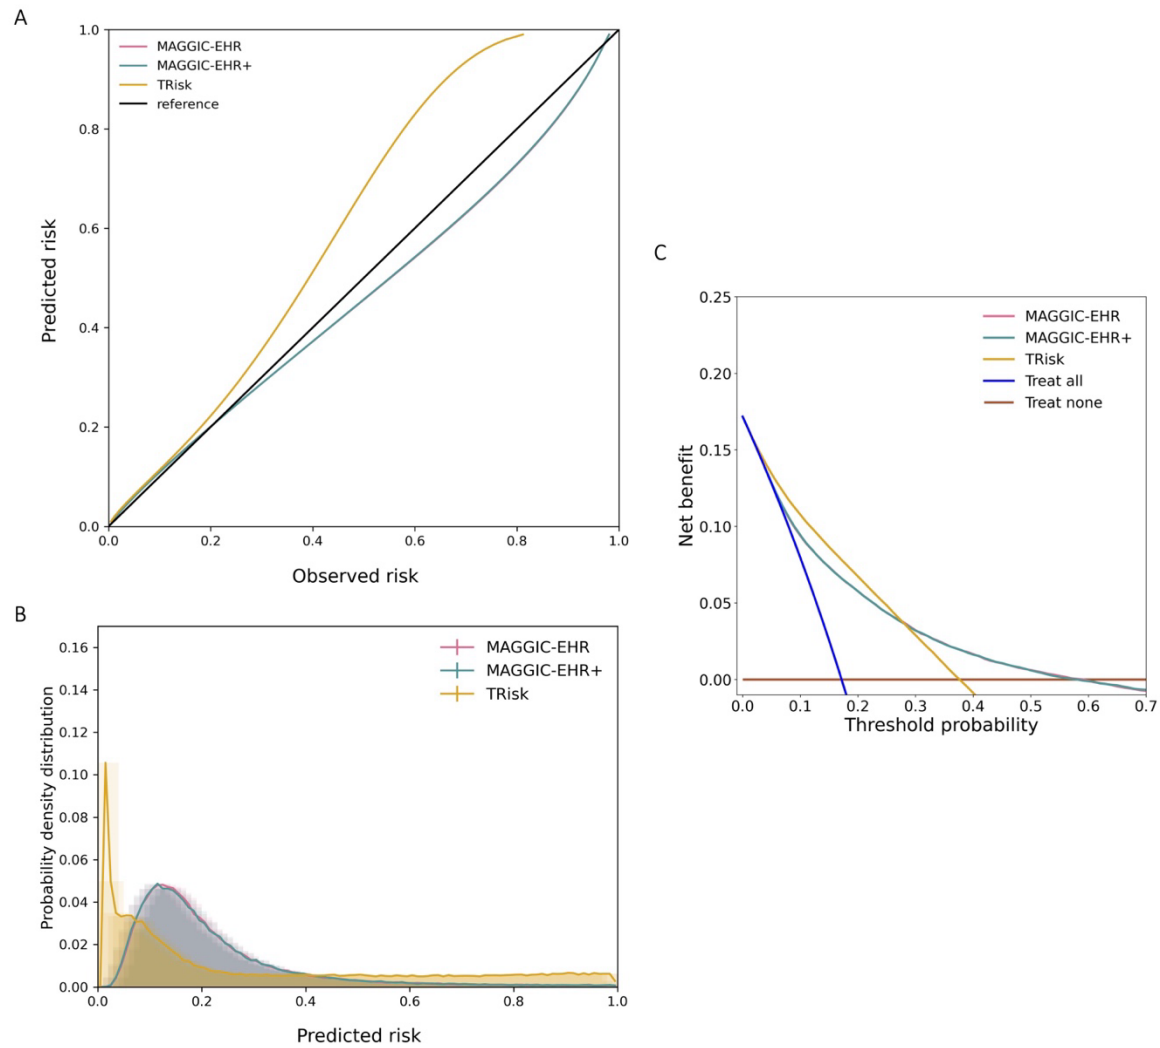 A
1.0
MAGGIC-EHR
MAGGIC-EHR+
TRisk
reference
0.8
0.6
0.4
0.2
0.0
Predicted risk
0.0 0.2 0.4 0.6 0.8 1.0
Observed risk
B
0.16
0.14
0.12
0.10
0.08
0.06
0.04
0.02
0.00
Probability density distribution
MAGGIC-EHR
MAGGIC-EHR+
TRisk
0.0 0.2 0.4 0.6 0.8 1.0
Predicted risk
C
0.25
0.20
0.15
0.10
0.05
0.00
Net benefit
MAGGIC-EHR
MAGGIC-EHR+
TRisk
Treat all
Treat none
0.0 0.1 0.2 0.3 0.4 0.5 0.6 0.7
Threshold probability